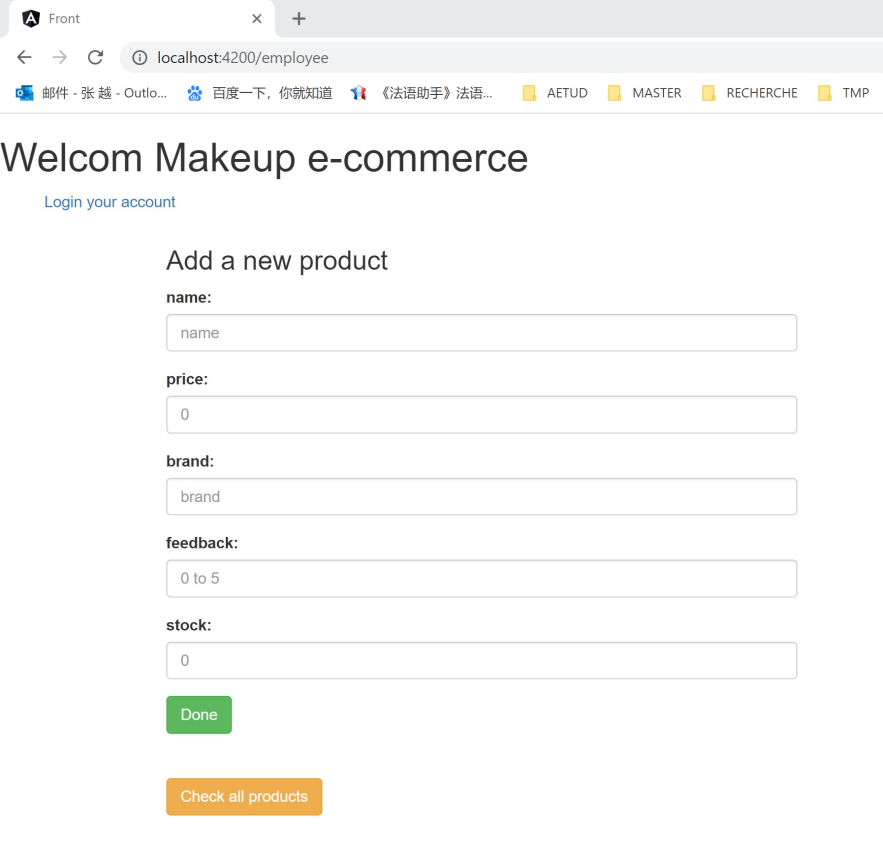 Front
localhost:4200/employee
邮件 - 张 越 - Outlo... 百度一下，你就知道 《法语助手》法语... AETUD MASTER RECHERCHE TMP
Welcom Makeup e-commerce
Login your account
Add a new product
name:
name
price:
0
brand:
brand
feedback:
0 to 5
stock:
0
Done
Check all products